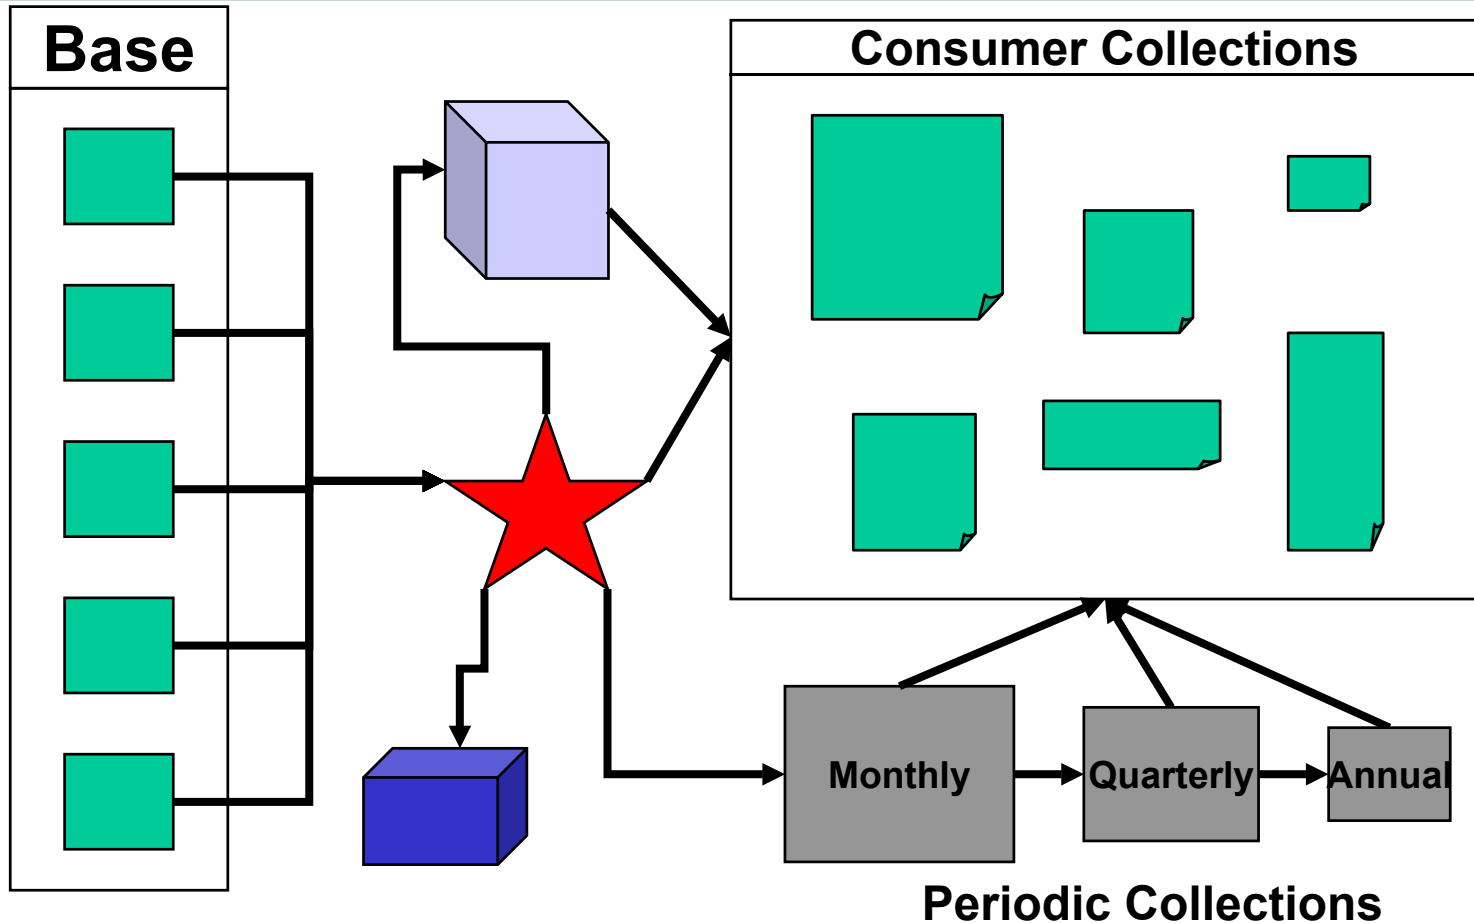 Base
Consumer Collections
Monthly
Quarterly
Annual
Periodic Collections